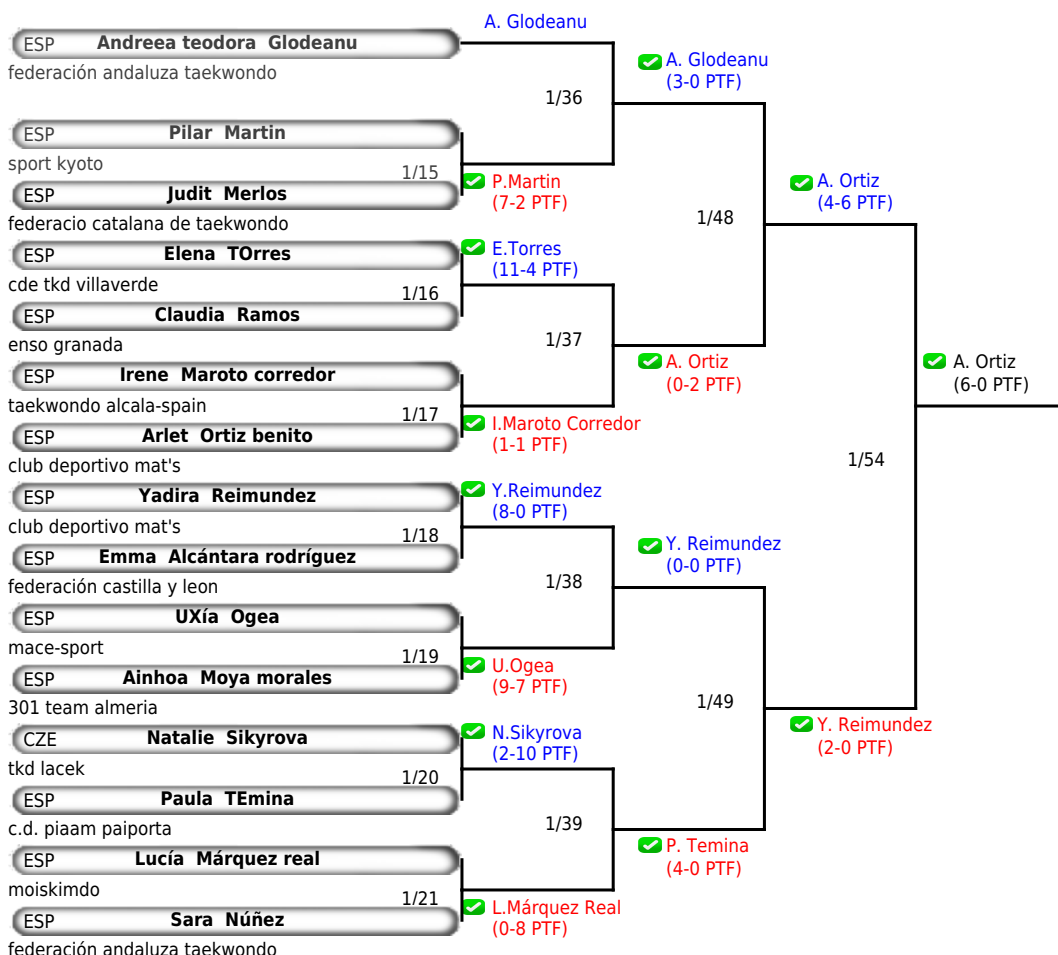 A. Glodeanu
ESP Andreea teodora Glodeanu
federación andaluza taekwondo
A. Glodeanu
(3-0 PTF)
1/36
ESP Pilar Martin
sport kyoto
1/15
P.Martin
(7-2 PTF)
ESP Judit Merlos
federacio catalana de taekwondo
A. Ortiz
(4-6 PTF)
1/48
ESP Elena TOrres
cde tkd villaverde
1/16
E.Torres
(11-4 PTF)
ESP Claudia Ramos
enso granada
1/37
A. Ortiz
(0-2 PTF)
A. Ortiz
(6-0 PTF)
ESP Irene Maroto corredor
taekwondo alcala-spain
1/17
I.Maroto Corredor
(1-1 PTF)
ESP Arlet Ortiz benito
club deportivo mat's
1/54
ESP Yadira Reimundez
club deportivo mat's
1/18
Y.Reimundez
(8-0 PTF)
ESP Emma Alcántara rodríguez
federación castilla y leon
Y. Reimundez
(0-0 PTF)
1/38
ESP UXía Ogea
mace-sport
1/19
U.Ogea
(9-7 PTF)
ESP Ainhoa Moya morales
301 team almeria
1/49
Y. Reimundez
(2-0 PTF)
CZE Natalie Sikyrova
tkd lacek
1/20
N.Sikyrova
(2-10 PTF)
ESP Paula TEmina
c.d. piaam paiporta
1/39
P. Temina
(4-0 PTF)
ESP Lucía Márquez real
moiskimdo
1/21
L.Márquez Real
(0-8 PTF)
ESP Sara Núñez
federación andaluza taekwondo